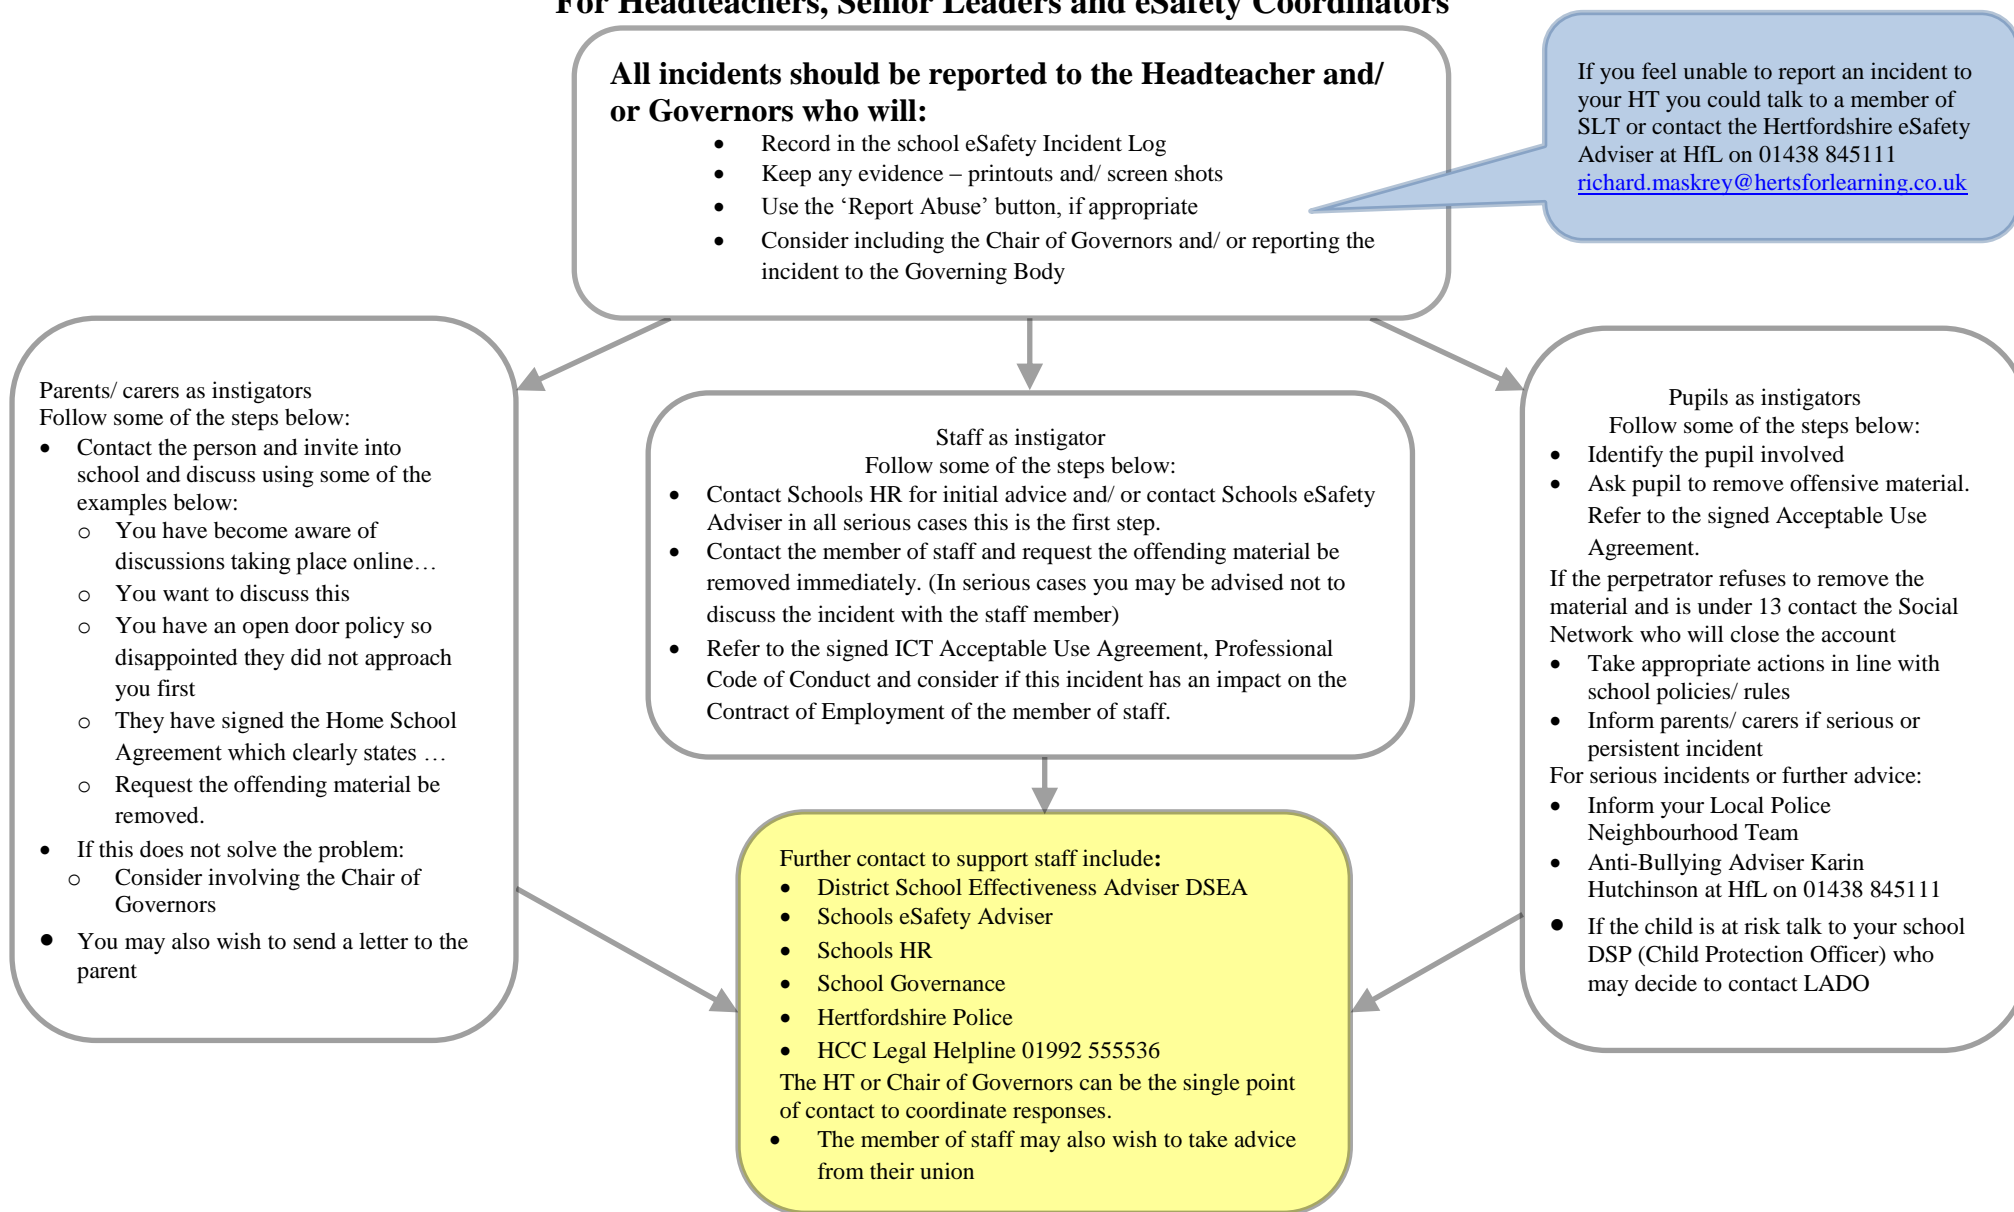 For Headteachers, Senior Leaders and eSafety Coordinators
All incidents should be reported to the Headteacher and/
or Governors who will:
• Record in the school eSafety Incident Log
• Keep any evidence – printouts and/ screen shots
• Use the ‘Report Abuse’ button, if appropriate
• Consider including the Chair of Governors and/ or reporting the
incident to the Governing Body
If you feel unable to report an incident to
your HT you could talk to a member of
SLT or contact the Hertfordshire eSafety
Adviser at HfL on 01438 845111
richard.maskrey@hertsforlearning.co.uk
Parents/ carers as instigators
Follow some of the steps below:
• Contact the person and invite into
school and discuss using some of the
examples below:
o You have become aware of
discussions taking place online…
o You want to discuss this
o You have an open door policy so
disappointed they did not approach
you first
o They have signed the Home School
Agreement which clearly states …
o Request the offending material be
removed.
• If this does not solve the problem:
o Consider involving the Chair of
Governors
• You may also wish to send a letter to the
parent
Staff as instigator
Follow some of the steps below:
• Contact Schools HR for initial advice and/ or contact Schools eSafety
Adviser in all serious cases this is the first step.
• Contact the member of staff and request the offending material be
removed immediately. (In serious cases you may be advised not to
discuss the incident with the staff member)
• Refer to the signed ICT Acceptable Use Agreement, Professional
Code of Conduct and consider if this incident has an impact on the
Contract of Employment of the member of staff.
Pupils as instigators
Follow some of the steps below:
• Identify the pupil involved
• Ask pupil to remove offensive material.
Refer to the signed Acceptable Use
Agreement.
If the perpetrator refuses to remove the
material and is under 13 contact the Social
Network who will close the account
• Take appropriate actions in line with
school policies/ rules
• Inform parents/ carers if serious or
persistent incident
For serious incidents or further advice:
• Inform your Local Police
Neighbourhood Team
• Anti-Bullying Adviser Karin
Hutchinson at HfL on 01438 845111
• If the child is at risk talk to your school
DSP (Child Protection Officer) who
may decide to contact LADO
Further contact to support staff include:
• District School Effectiveness Adviser DSEA
• Schools eSafety Adviser
• Schools HR
• School Governance
• Hertfordshire Police
• HCC Legal Helpline 01992 555536
The HT or Chair of Governors can be the single point
of contact to coordinate responses.
• The member of staff may also wish to take advice
from their union